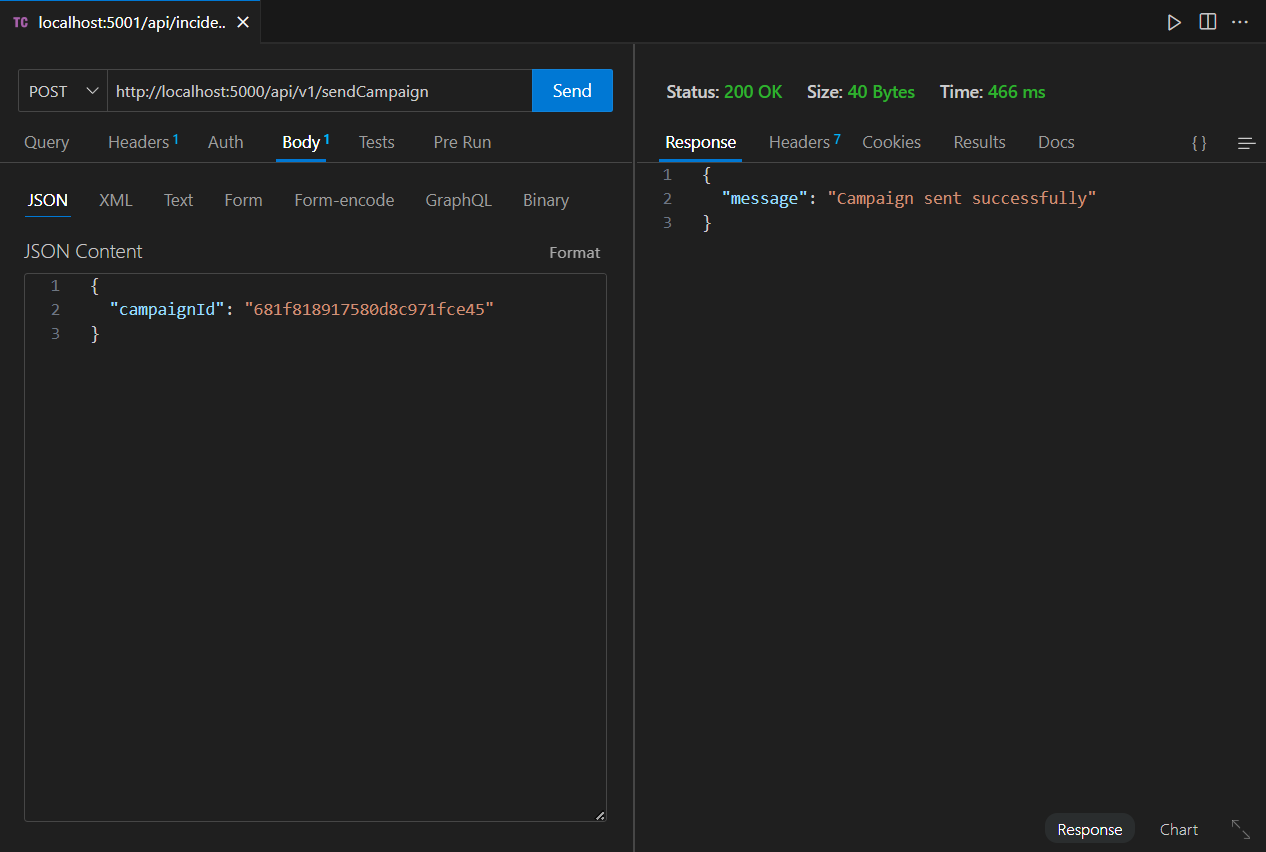 TC localhost:5001/api/incide..
POST http://localhost:5000/api/v1/sendCampaign Send
Query Headers 1 Auth Body 1 Tests Pre Run
JSON XML Text Form Form-encode GraphQL Binary
JSON Content Format
1 {
2 "campaignId": "681f818917580d8c971fce45"
3 }
Status: 200 OK Size: 40 Bytes Time: 466 ms
Response Headers 7 Cookies Results Docs { }
1 {
2 "message": "Campaign sent successfully"
3 }
Response Chart